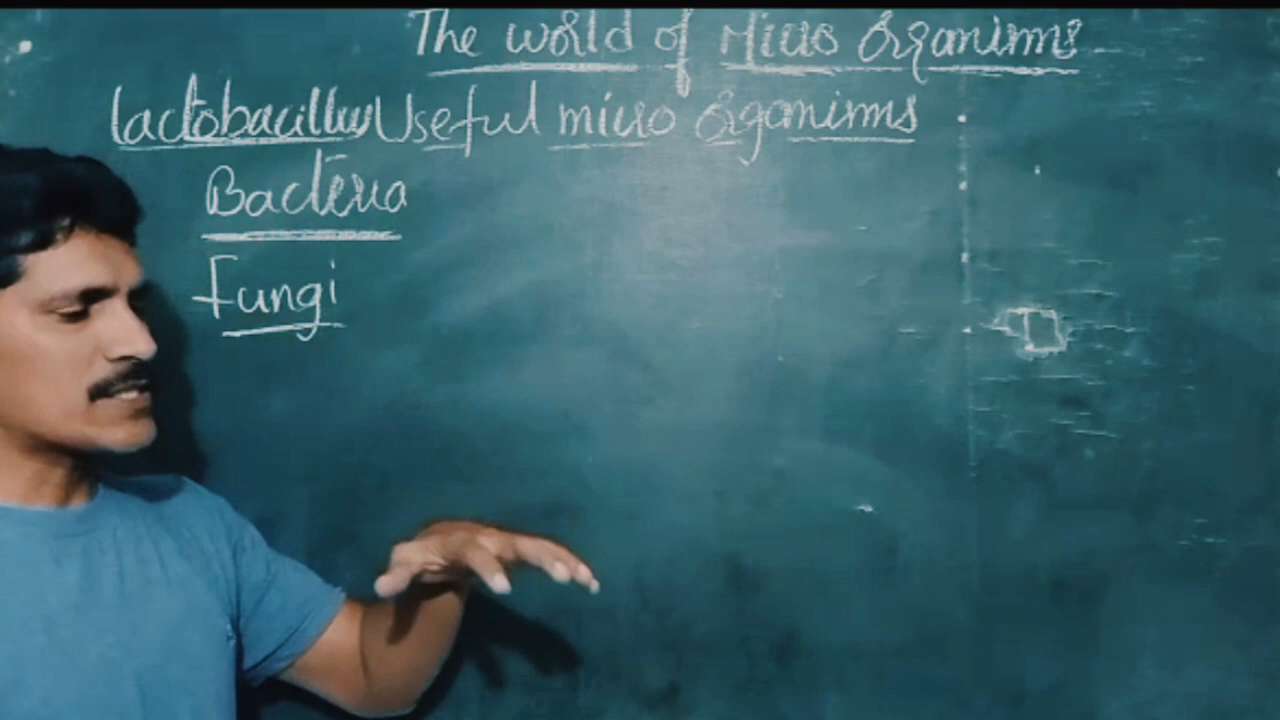 The world of Micro Organisms
Lactobacillus Useful micro Organisms
Bacteria
Fungi